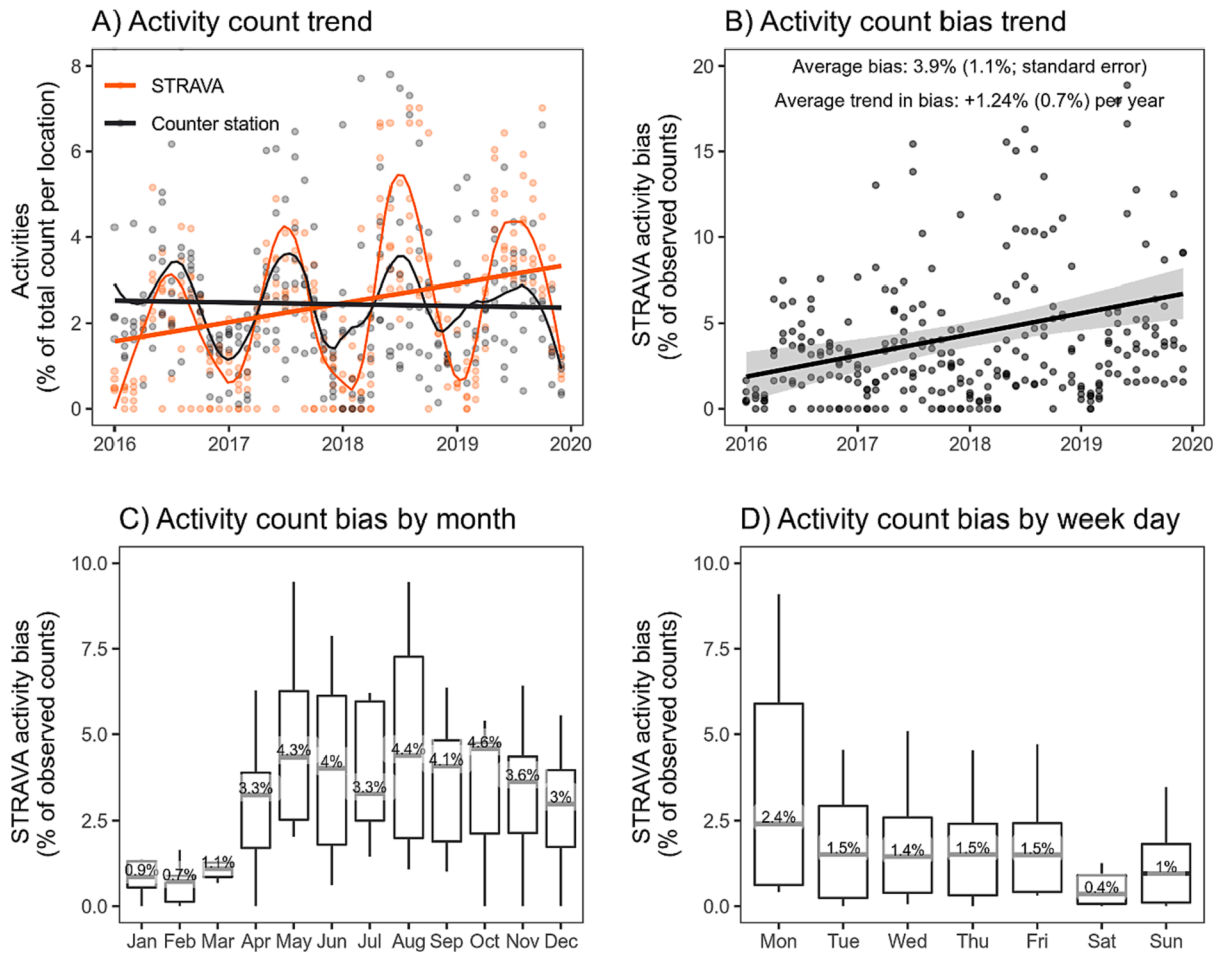 A) Activity count trend
Activities
(% of total count per location)
8
6
4
2
0
STRAVA
Counter station
2016 2017 2018 2019 2020
B) Activity count bias trend
STRAVA activity bias
(% of observed counts)
20
15
10
5
0
Average bias: 3.9% (1.1%; standard error)
Average trend in bias: +1.24% (0.7%) per year
2016 2017 2018 2019 2020
C) Activity count bias by month
STRAVA activity bias
(% of observed counts)
10.0
7.5
5.0
2.5
0.0
0.9% 0.7% 1.1% 3.3% 4.3% 4% 3.3% 4.4% 4.1% 4.6% 3.6% 3%
Jan Feb Mar Apr May Jun Jul Aug Sep Oct Nov Dec
D) Activity count bias by week day
STRAVA activity bias
(% of observed counts)
10.0
7.5
5.0
2.5
0.0
2.4% 1.5% 1.4% 1.5% 1.5% 0.4% 1%
Mon Tue Wed Thu Fri Sat Sun